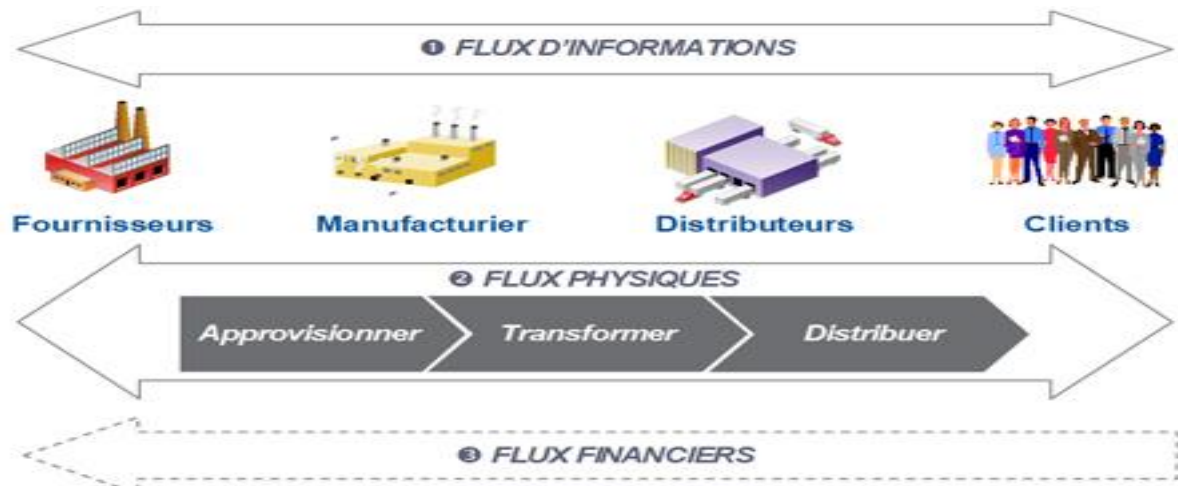 ❶ FLUX D'INFORMATIONS
Fournisseurs Manufacturier Distributeurs Clients
❷ FLUX PHYSIQUES
Approvisionner Transformer Distribuer
❸ FLUX FINANCIERS